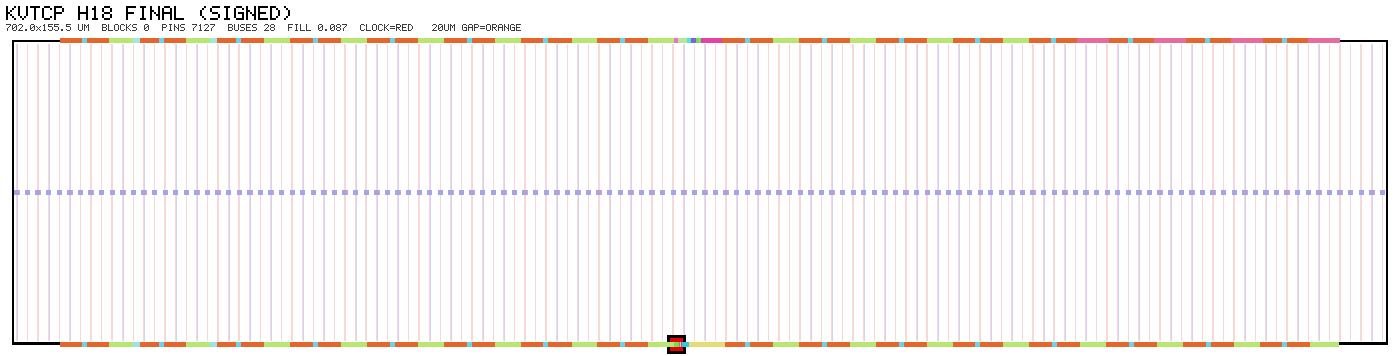 KVTCP H18 FINAL (SIGNED)
702.0x155.5 UM BLOCKS 0 PINS 7127 BUSES 28 FILL 0.087 CLOCK=RED 20UM GAP=ORANGE